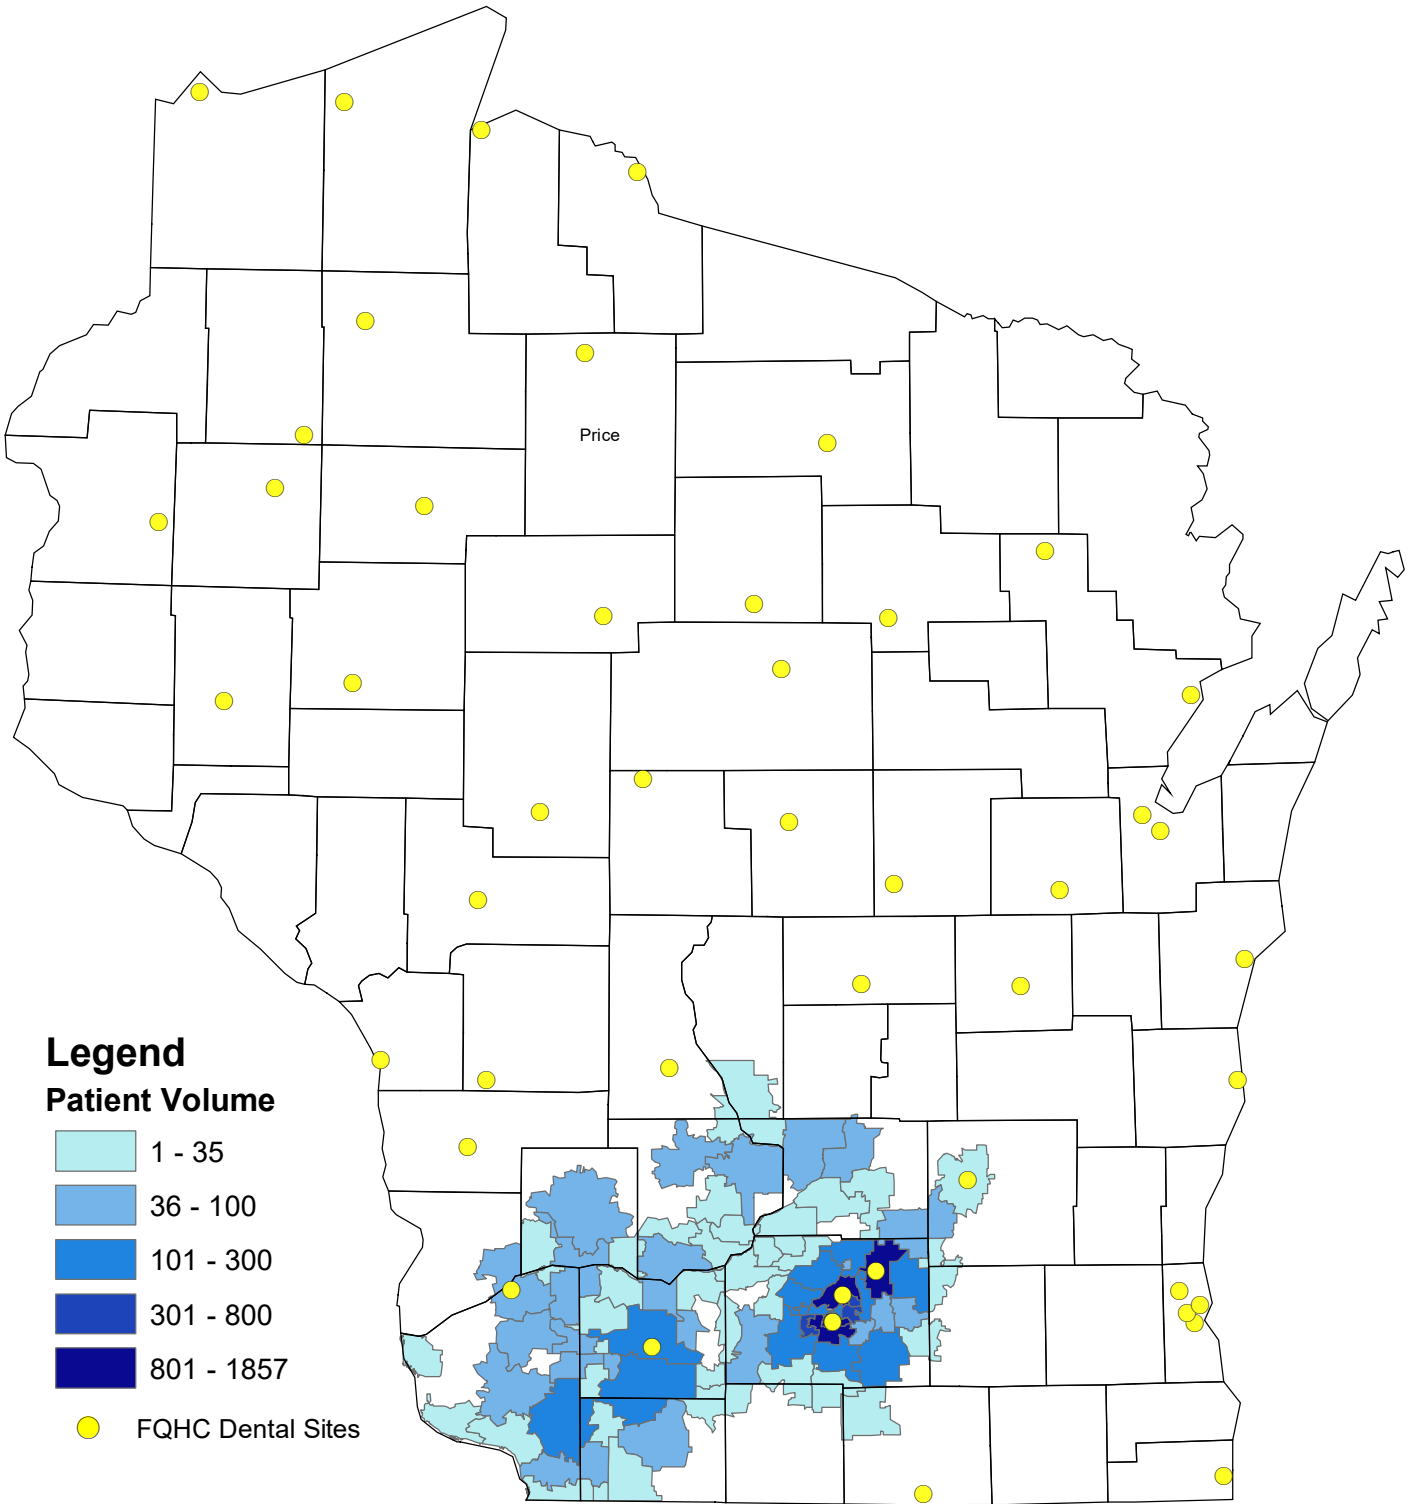 Price
Legend
Patient Volume
1 - 35
36 - 100
101 - 300
301 - 800
801 - 1857
FQHC Dental Sites